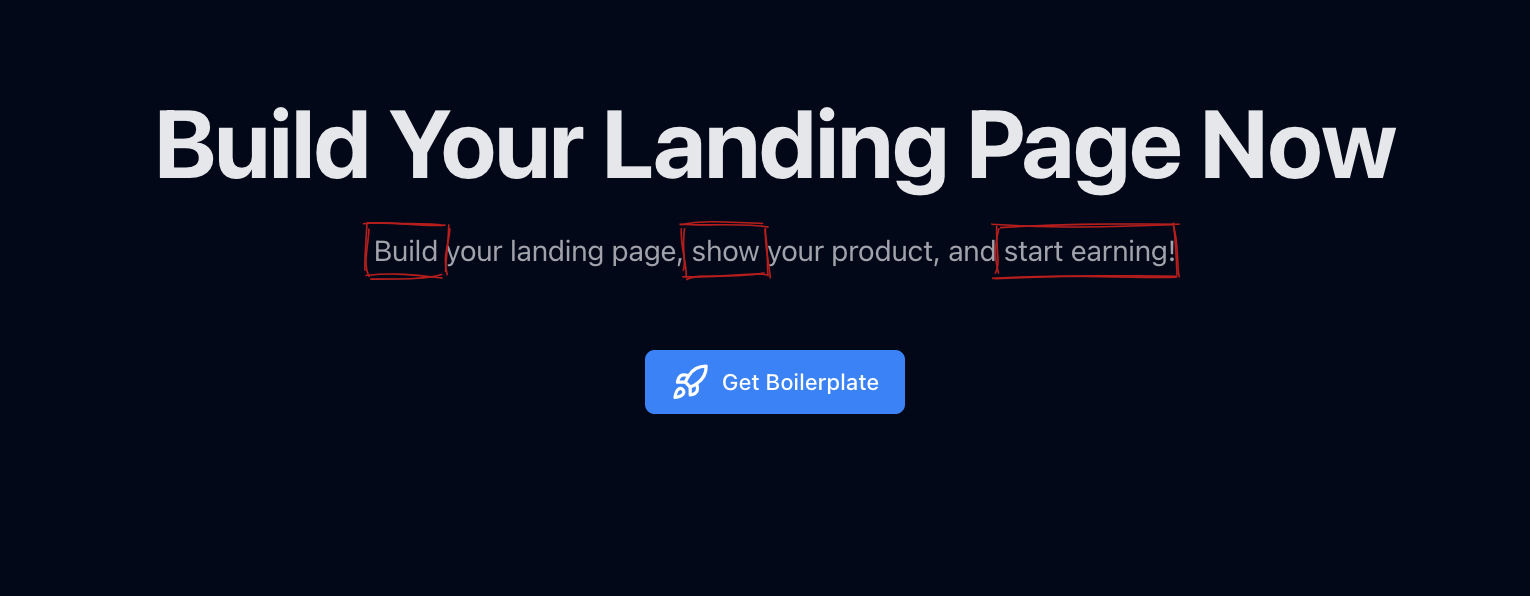 Build Your Landing Page Now
Build your landing page, show your product, and start earning!
Get Boilerplate